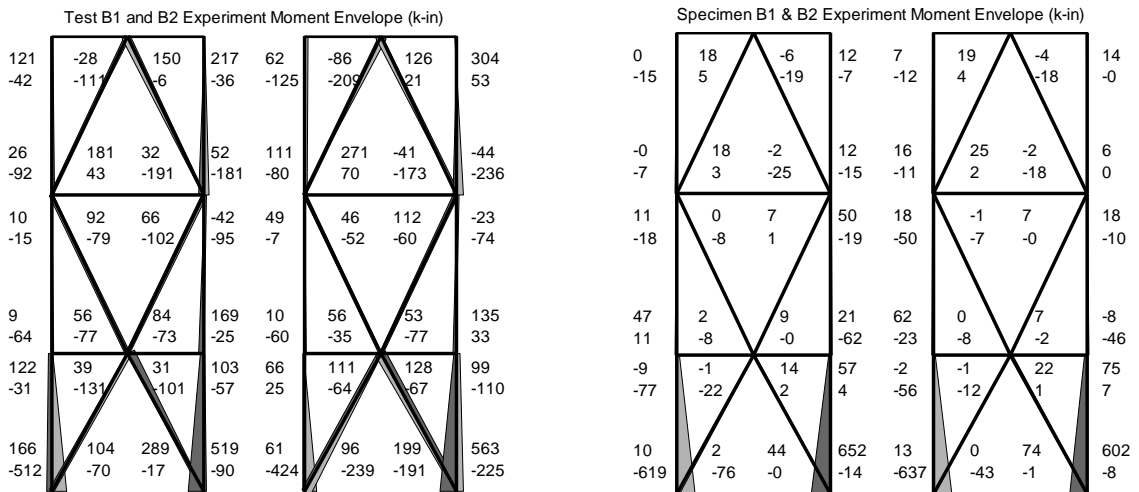 Test B1 and B2 Experiment Moment Envelope (k-in)
Specimen B1 & B2 Experiment Moment Envelope (k-in)
121 -28 150 217 62 -86 126 304 0 18 -6 12 7 19 -4 14
-42 -111 -6 -36 -125 -209 21 53 -15 5 -19 -7 -12 4 -18 -0
26 181 32 52 111 271 -41 -44 -0 18 -2 12 16 25 -2 6
-92 43 -191 -181 -80 70 -173 -236 -7 3 -25 -15 -11 2 -18 0
10 92 66 -42 49 46 112 -23 11 0 7 50 18 -1 7 18
-15 -79 -102 -95 -7 -52 -60 -74 -18 -8 1 -19 -50 -7 -0 -10
9 56 84 169 10 56 53 135 47 2 9 21 62 0 7 -8
-64 -77 -73 -25 -60 -35 -77 33 11 -8 -0 -62 -23 -8 -2 -46
122 39 31 103 66 111 128 99 -9 -1 14 57 -2 -1 22 75
-31 -131 -101 -57 25 -64 -67 -110 -77 -22 2 4 -56 -12 1 7
166 104 289 519 61 96 199 563 10 2 44 652 13 0 74 602
-512 -70 -17 -90 -424 -239 -191 -225 -619 -76 -0 -14 -637 -43 -1 -8